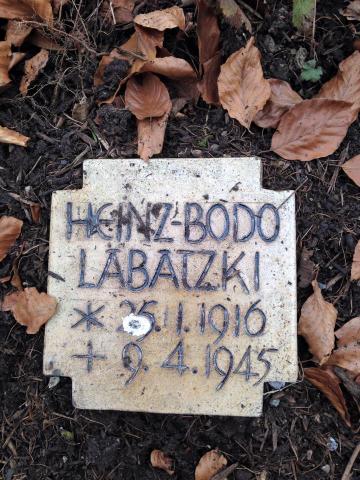 HEINZ-BODO
LABATZKI
* 25.1.1916
+ 9.4.1945